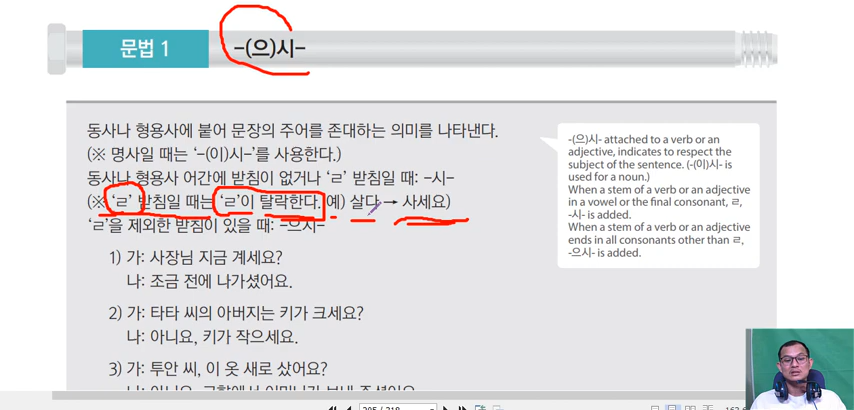 문법 1
-(으)시-
동사나 형용사에 붙어 문장의 주어를 존대하는 의미를 나타낸다.
(※ 명사일 때는 ‘-(이)시-’를 사용한다.)
동사나 형용사 어간에 받침이 없거나 ‘ㄹ’ 받침일 때: -시-
(※ ‘ㄹ’ 받침일 때는 ‘ㄹ’이 탈락한다. 예) 살다 → 사세요)
‘ㄹ’을 제외한 받침이 있을 때: -으시-
1) 가: 사장님 지금 계세요?
나: 조금 전에 나가셨어요.
2) 가: 타타 씨의 아버지는 키가 크세요?
나: 아니요, 키가 작으세요.
3) 가: 투안 씨, 이 옷 새로 샀어요?
-(으)시- attached to a verb or an
adjective, indicates to respect the
subject of the sentence. (-(이)시- is
used for a noun.)
When a stem of a verb or an adjective
in a vowel or the final consonant, ㄹ,
-시- is added.
When a stem of a verb or an adjective
ends in all consonants other than ㄹ,
-으시- is added.